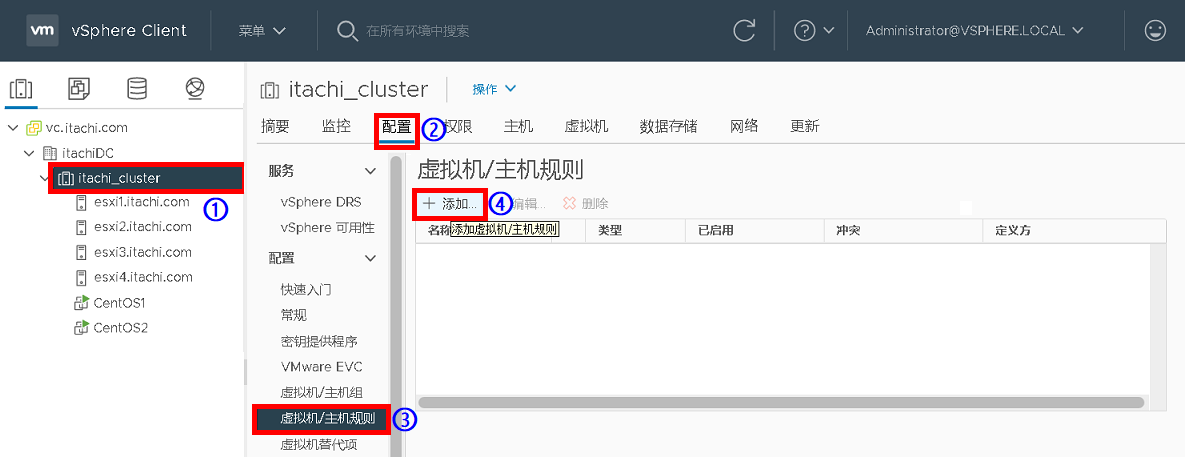 vm vSphere Client 菜单 在所有环境中搜索 Administrator@VSPHERE.LOCAL
vc.itachi.com
itachiDC
itachi_cluster ①
esxi1.itachi.com
esxi2.itachi.com
esxi3.itachi.com
esxi4.itachi.com
CentOS1
CentOS2
itachi_cluster 操作
摘要 监控 配置 ② 权限 主机 虚拟机 数据存储 网络 更新
服务
vSphere DRS
vSphere 可用性
配置
快速入门
常规
密钥提供程序
VMware EVC
虚拟机/主机组
虚拟机/主机规则 ③
虚拟机替代项
虚拟机/主机规则
+ 添加... ④ 编辑... 删除
添加虚拟机/主机规则
名称 类型 已启用 冲突 定义方